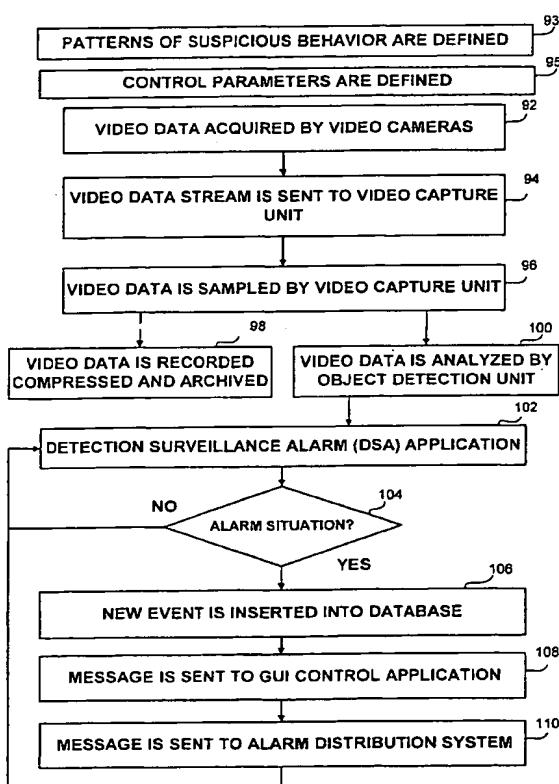 93
PATTERNS OF SUSPICIOUS BEHAVIOR ARE DEFINED
95
CONTROL PARAMETERS ARE DEFINED
92
VIDEO DATA ACQUIRED BY VIDEO CAMERAS
94
VIDEO DATA STREAM IS SENT TO VIDEO CAPTURE
UNIT
96
VIDEO DATA IS SAMPLED BY VIDEO CAPTURE UNIT
98
VIDEO DATA IS RECORDED
COMPRESSED AND ARCHIVED
100
VIDEO DATA IS ANALYZED BY
OBJECT DETECTION UNIT
102
DETECTION SURVEILLANCE ALARM (DSA) APPLICATION
104
NO
ALARM SITUATION?
YES
106
NEW EVENT IS INSERTED INTO DATABASE
108
MESSAGE IS SENT TO GUI CONTROL APPLICATION
110
MESSAGE IS SENT TO ALARM DISTRIBUTION SYSTEM